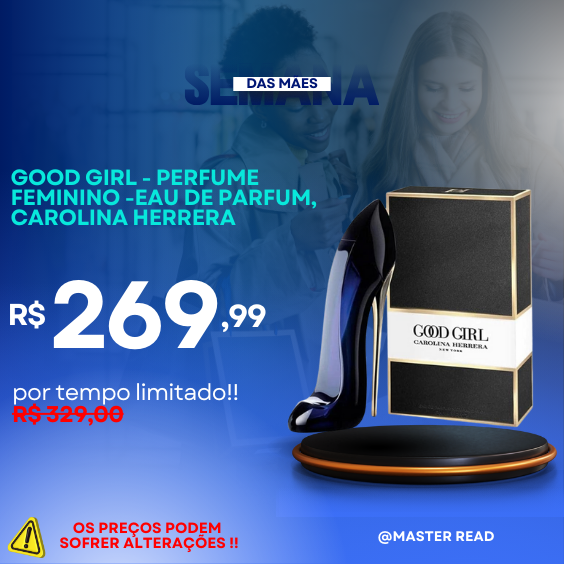 SEMANA
DAS MAES
GOOD GIRL - PERFUME
FEMININO -EAU DE PARFUM,
CAROLINA HERRERA
R$ 269,99
por tempo limitado!!
R$ 329,00
GOOD GIRL
CAROLINA HERRERA
NEW YORK
OS PREÇOS PODEM
SOFRER ALTERAÇÕES !!
@MASTER READ